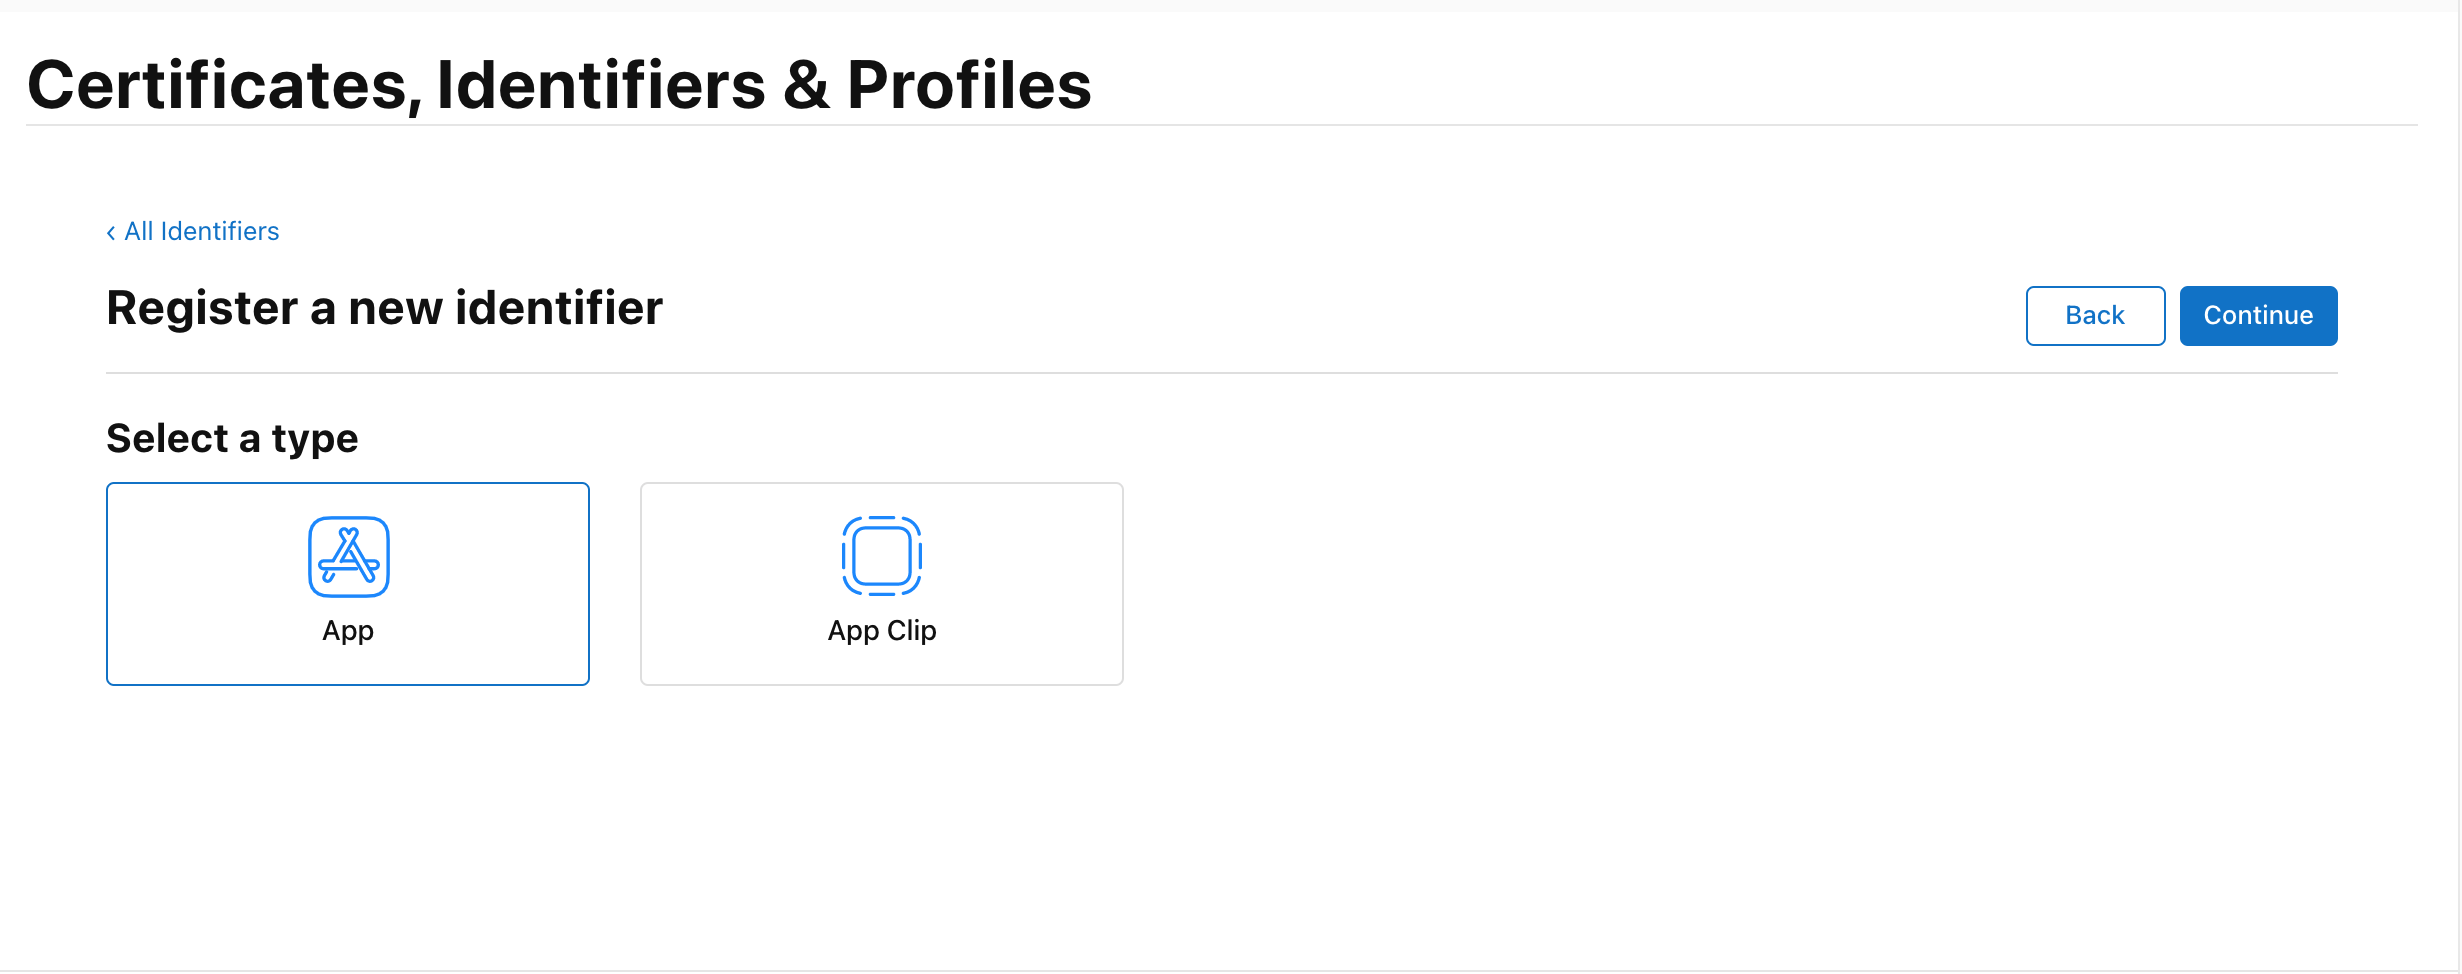 Certificates, Identifiers & Profiles
‹ All Identifiers
Register a new identifier
Back
Continue
Select a type
App
App Clip